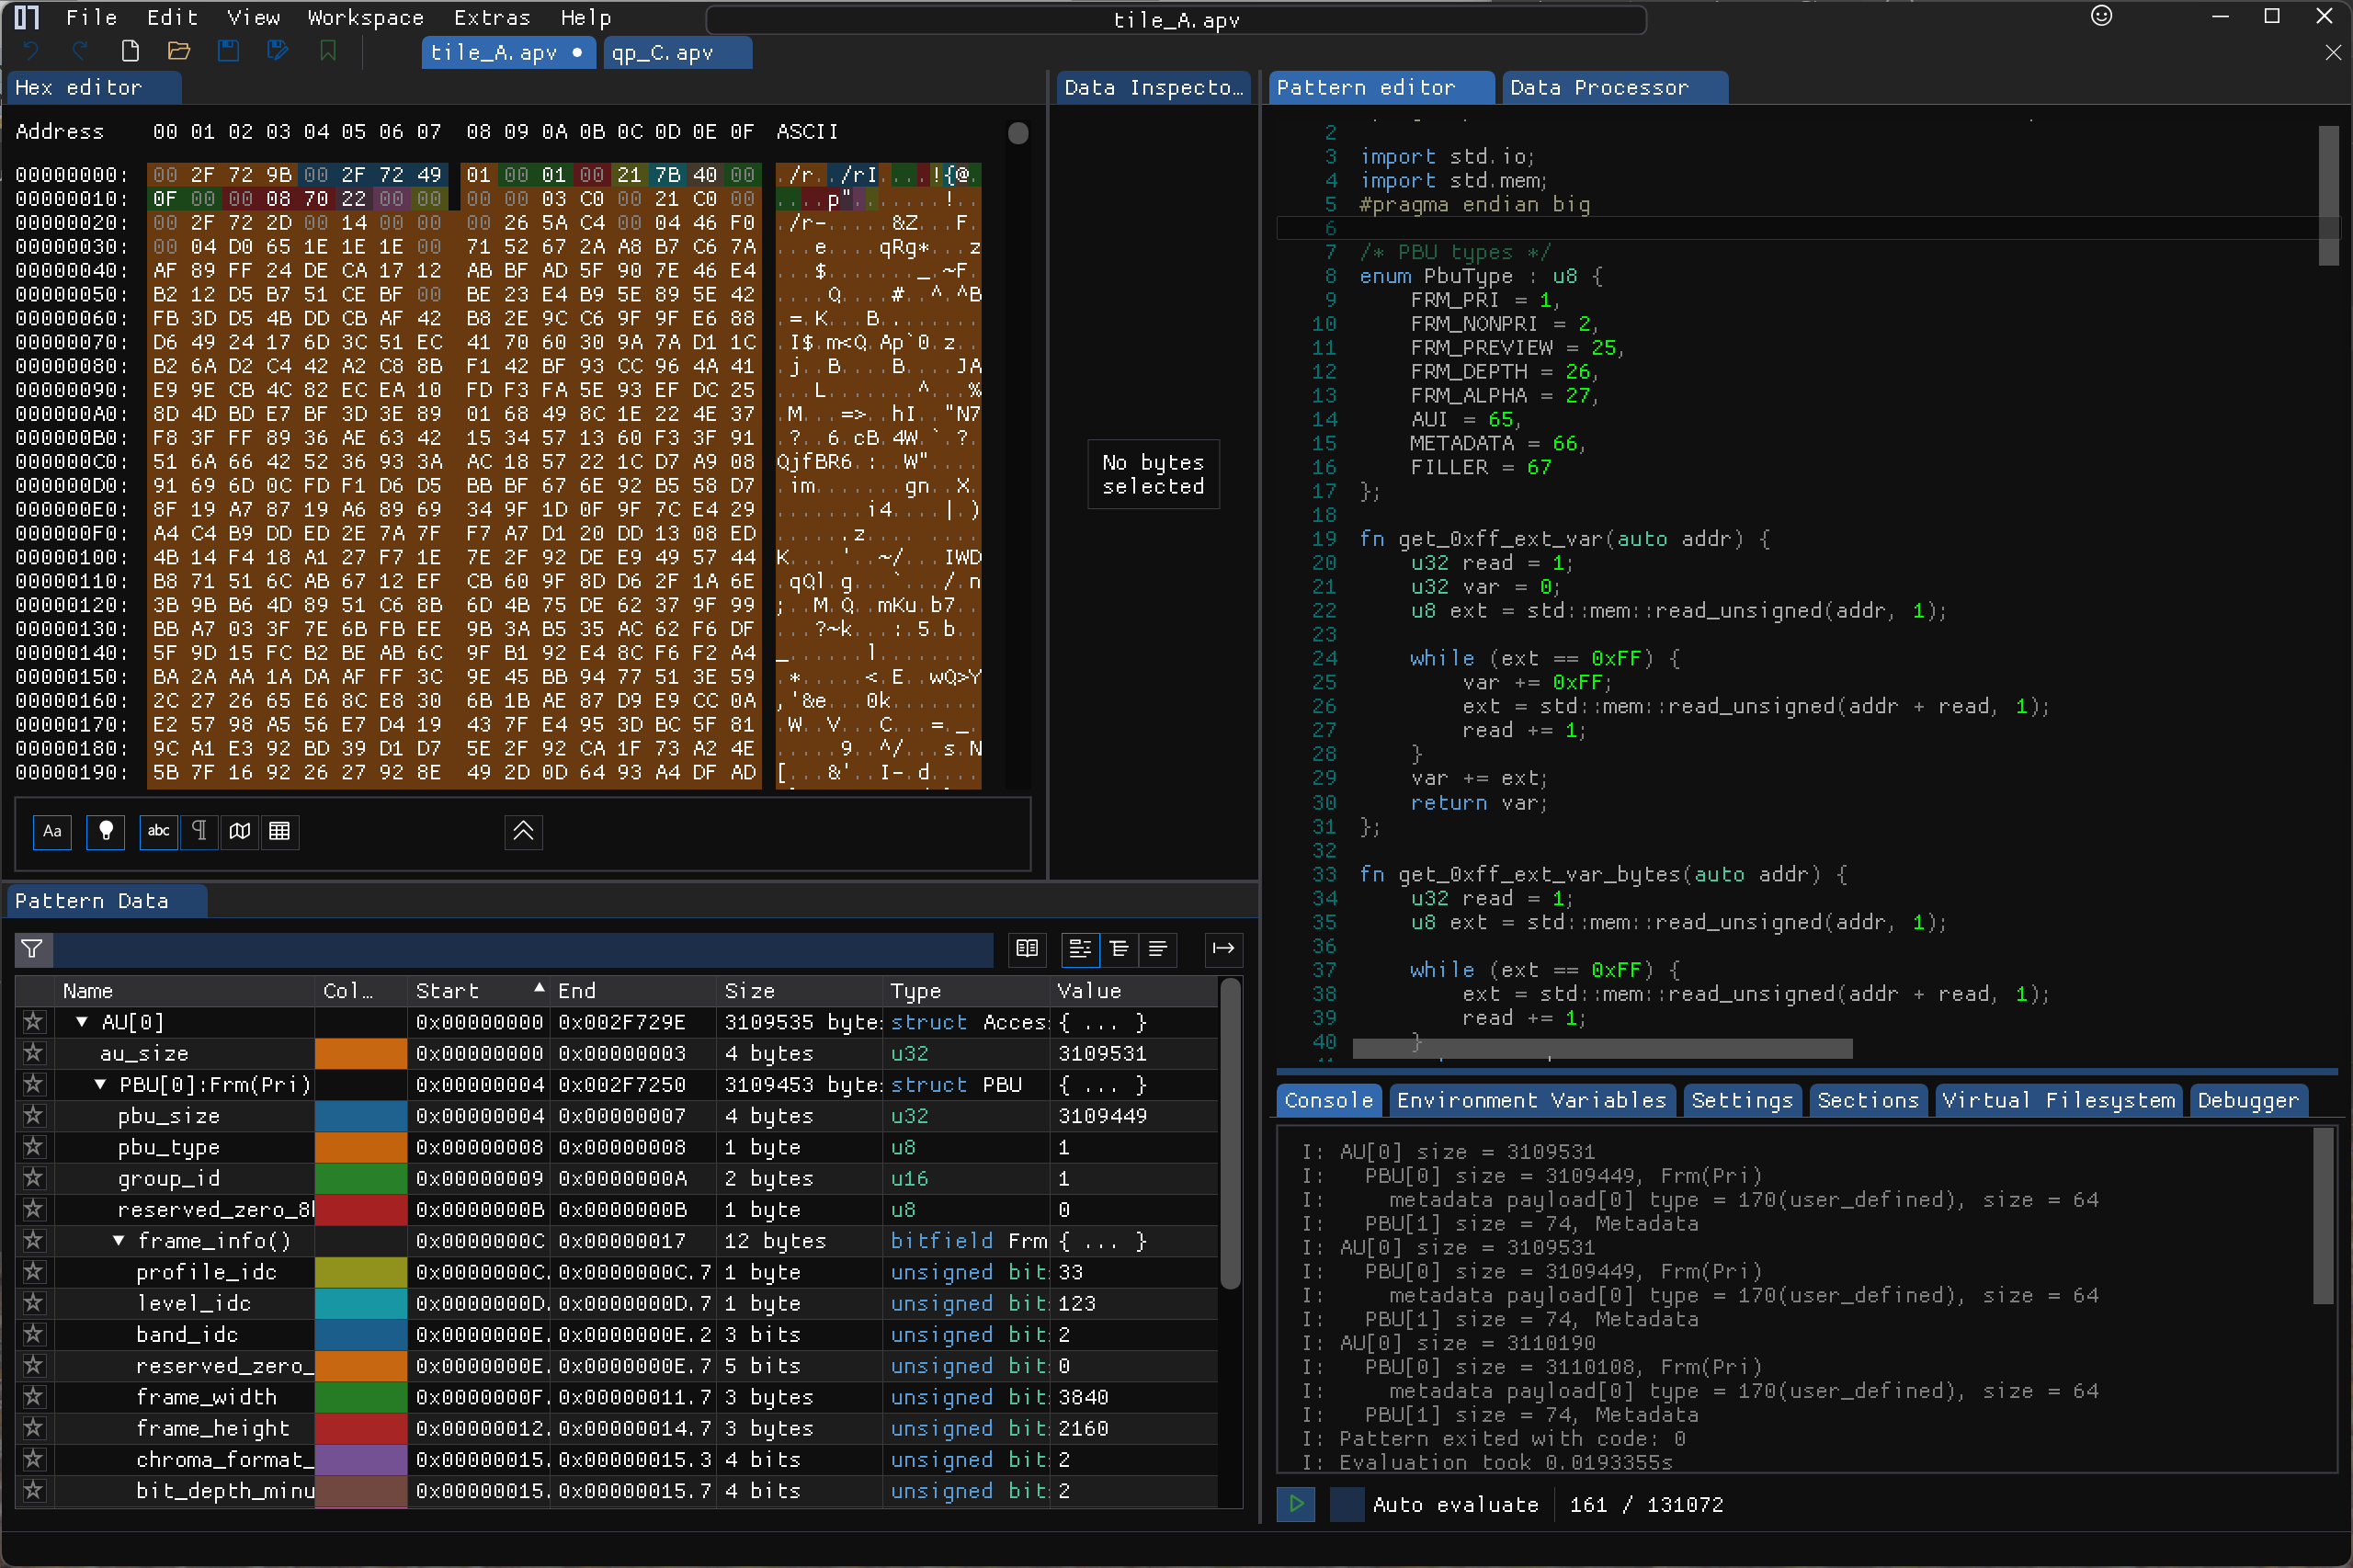 File Edit View Workspace Extras Help
tile_A.apv
tile_A.apv • qp_C.apv
Hex editor
Address 00 01 02 03 04 05 06 07 08 09 0A 0B 0C 0D 0E 0F ASCII
00000000: 00 2F 72 9B 00 2F 72 49 01 00 01 00 21 7B 40 00 ./r../rI....!{@.
00000010: 0F 00 00 08 70 22 00 00 00 00 03 C0 00 21 C0 00 ....p".......!..
00000020: 00 2F 72 2D 00 14 00 00 00 26 5A C4 00 04 46 F0 ./r-.....&Z...F.
00000030: 00 04 D0 65 1E 1E 1E 00 71 52 67 2A A8 B7 C6 7A ...e....qRg*...z
00000040: AF 89 FF 24 DE CA 17 12 AB BF AD 5F 90 7E 46 E4 ...$......._.~F.
00000050: B2 12 D5 B7 51 CE BF 00 BE 23 E4 B9 5E 89 5E 42 ....Q....#..^.^B
00000060: FB 3D D5 4B DD CB AF 42 B8 2E 9C C6 9F 9F E6 88 .=.K...B........
00000070: D6 49 24 17 6D 3C 51 EC 41 70 60 30 9A 7A D1 1C .I$.m<Q.Ap`0.z..
00000080: B2 6A D2 C4 42 A2 C8 8B F1 42 BF 93 CC 96 4A 41 .j..B....B....JA
00000090: E9 9E CB 4C 82 EC EA 10 FD F3 FA 5E 93 EF DC 25 ...L.......^...%
000000A0: 8D 4D BD E7 BF 3D 3E 89 01 68 49 8C 1E 22 4E 37 .M...=>..hI.."N7
000000B0: F8 3F FF 89 36 AE 63 42 15 34 57 13 60 F3 3F 91 .?..6.cB.4W.`.?.
000000C0: 51 6A 66 42 52 36 93 3A AC 18 57 22 1C D7 A9 08 QjfBR6.:..W"....
000000D0: 91 69 6D 0C FD F1 D6 D5 BB BF 67 6E 92 B5 58 D7 .im.......gn..X.
000000E0: 8F 19 A7 87 19 A6 89 69 34 9F 1D 0F 9F 7C E4 29 .......i4....|.)
000000F0: A4 C4 B9 DD ED 2E 7A 7F F7 A7 D1 20 DD 13 08 ED ......z.........
00000100: 4B 14 F4 18 A1 27 F7 1E 7E 2F 92 DE E9 49 57 44 K....'..~/...IWD
00000110: B8 71 51 6C AB 67 12 EF CB 60 9F 8D D6 2F 1A 6E .qQl.g...`.../.n
00000120: 3B 9B B6 4D 89 51 C6 8B 6D 4B 75 DE 62 37 9F 99 ;..M.Q..mKu.b7..
00000130: BB A7 03 3F 7E 6B FB EE 9B 3A B5 35 AC 62 F6 DF ...?~k...:.5.b..
00000140: 5F 9D 15 FC B2 BE AB 6C 9F B1 92 E4 8C F6 F2 A4 _......l........
00000150: BA 2A AA 1A DA AF FF 3C 9E 45 BB 94 77 51 3E 59 .*.....<.E..wQ>Y
00000160: 2C 27 26 65 E6 8C E8 30 6B 1B AE 87 D9 E9 CC 0A ,'&e...0k.......
00000170: E2 57 98 A5 56 E7 D4 19 43 7F E4 95 3D BC 5F 81 .W..V...C...=._.
00000180: 9C A1 E3 92 BD 39 D1 D7 5E 2F 92 CA 1F 73 A2 4E .....9..^/...s.N
00000190: 5B 7F 16 92 26 27 92 8E 49 2D 0D 64 93 A4 DF AD [...&'..I-.d....
Aa abc
Data Inspecto...
No bytes
selected
Pattern Data
Name Col... Start End Size Type Value
AU[0] 0x00000000 0x002F729E 3109535 byte: struct Acces: { ... }
au_size 0x00000000 0x00000003 4 bytes u32 3109531
PBU[0]:Frm(Pri) 0x00000004 0x002F7250 3109453 byte: struct PBU { ... }
pbu_size 0x00000004 0x00000007 4 bytes u32 3109449
pbu_type 0x00000008 0x00000008 1 byte u8 1
group_id 0x00000009 0x0000000A 2 bytes u16 1
reserved_zero_8 0x0000000B 0x0000000B 1 byte u8 0
frame_info() 0x0000000C 0x00000017 12 bytes bitfield Frm { ... }
profile_idc 0x0000000C. 0x0000000C.7 1 byte unsigned bit: 33
level_idc 0x0000000D. 0x0000000D.7 1 byte unsigned bit: 123
band_idc 0x0000000E. 0x0000000E.2 3 bits unsigned bit: 2
reserved_zero_ 0x0000000E. 0x0000000E.7 5 bits unsigned bit: 0
frame_width 0x0000000F. 0x00000011.7 3 bytes unsigned bit: 3840
frame_height 0x00000012. 0x00000014.7 3 bytes unsigned bit: 2160
chroma_format_ 0x00000015. 0x00000015.3 4 bits unsigned bit: 2
bit_depth_minu 0x00000015. 0x00000015.7 4 bits unsigned bit: 2
Pattern editor Data Processor
2
3 import std.io;
4 import std.mem;
5 #pragma endian big
6
7 /* PBU types */
8 enum PbuType : u8 {
9 FRM_PRI = 1,
10 FRM_NONPRI = 2,
11 FRM_PREVIEW = 25,
12 FRM_DEPTH = 26,
13 FRM_ALPHA = 27,
14 AUI = 65,
15 METADATA = 66,
16 FILLER = 67
17 };
18
19 fn get_0xff_ext_var(auto addr) {
20 u32 read = 1;
21 u32 var = 0;
22 u8 ext = std::mem::read_unsigned(addr, 1);
23
24 while (ext == 0xFF) {
25 var += 0xFF;
26 ext = std::mem::read_unsigned(addr + read, 1);
27 read += 1;
28 }
29 var += ext;
30 return var;
31 };
32
33 fn get_0xff_ext_var_bytes(auto addr) {
34 u32 read = 1;
35 u8 ext = std::mem::read_unsigned(addr, 1);
36
37 while (ext == 0xFF) {
38 ext = std::mem::read_unsigned(addr + read, 1);
39 read += 1;
40 }
Console Environment Variables Settings Sections Virtual Filesystem Debugger
I: AU[0] size = 3109531
I: PBU[0] size = 3109449, Frm(Pri)
I: metadata payload[0] type = 170(user_defined), size = 64
I: PBU[1] size = 74, Metadata
I: AU[0] size = 3109531
I: PBU[0] size = 3109449, Frm(Pri)
I: metadata payload[0] type = 170(user_defined), size = 64
I: PBU[1] size = 74, Metadata
I: AU[0] size = 3110190
I: PBU[0] size = 3110108, Frm(Pri)
I: metadata payload[0] type = 170(user_defined), size = 64
I: PBU[1] size = 74, Metadata
I: Pattern exited with code: 0
I: Evaluation took 0.0193355s
Auto evaluate 161 / 131072